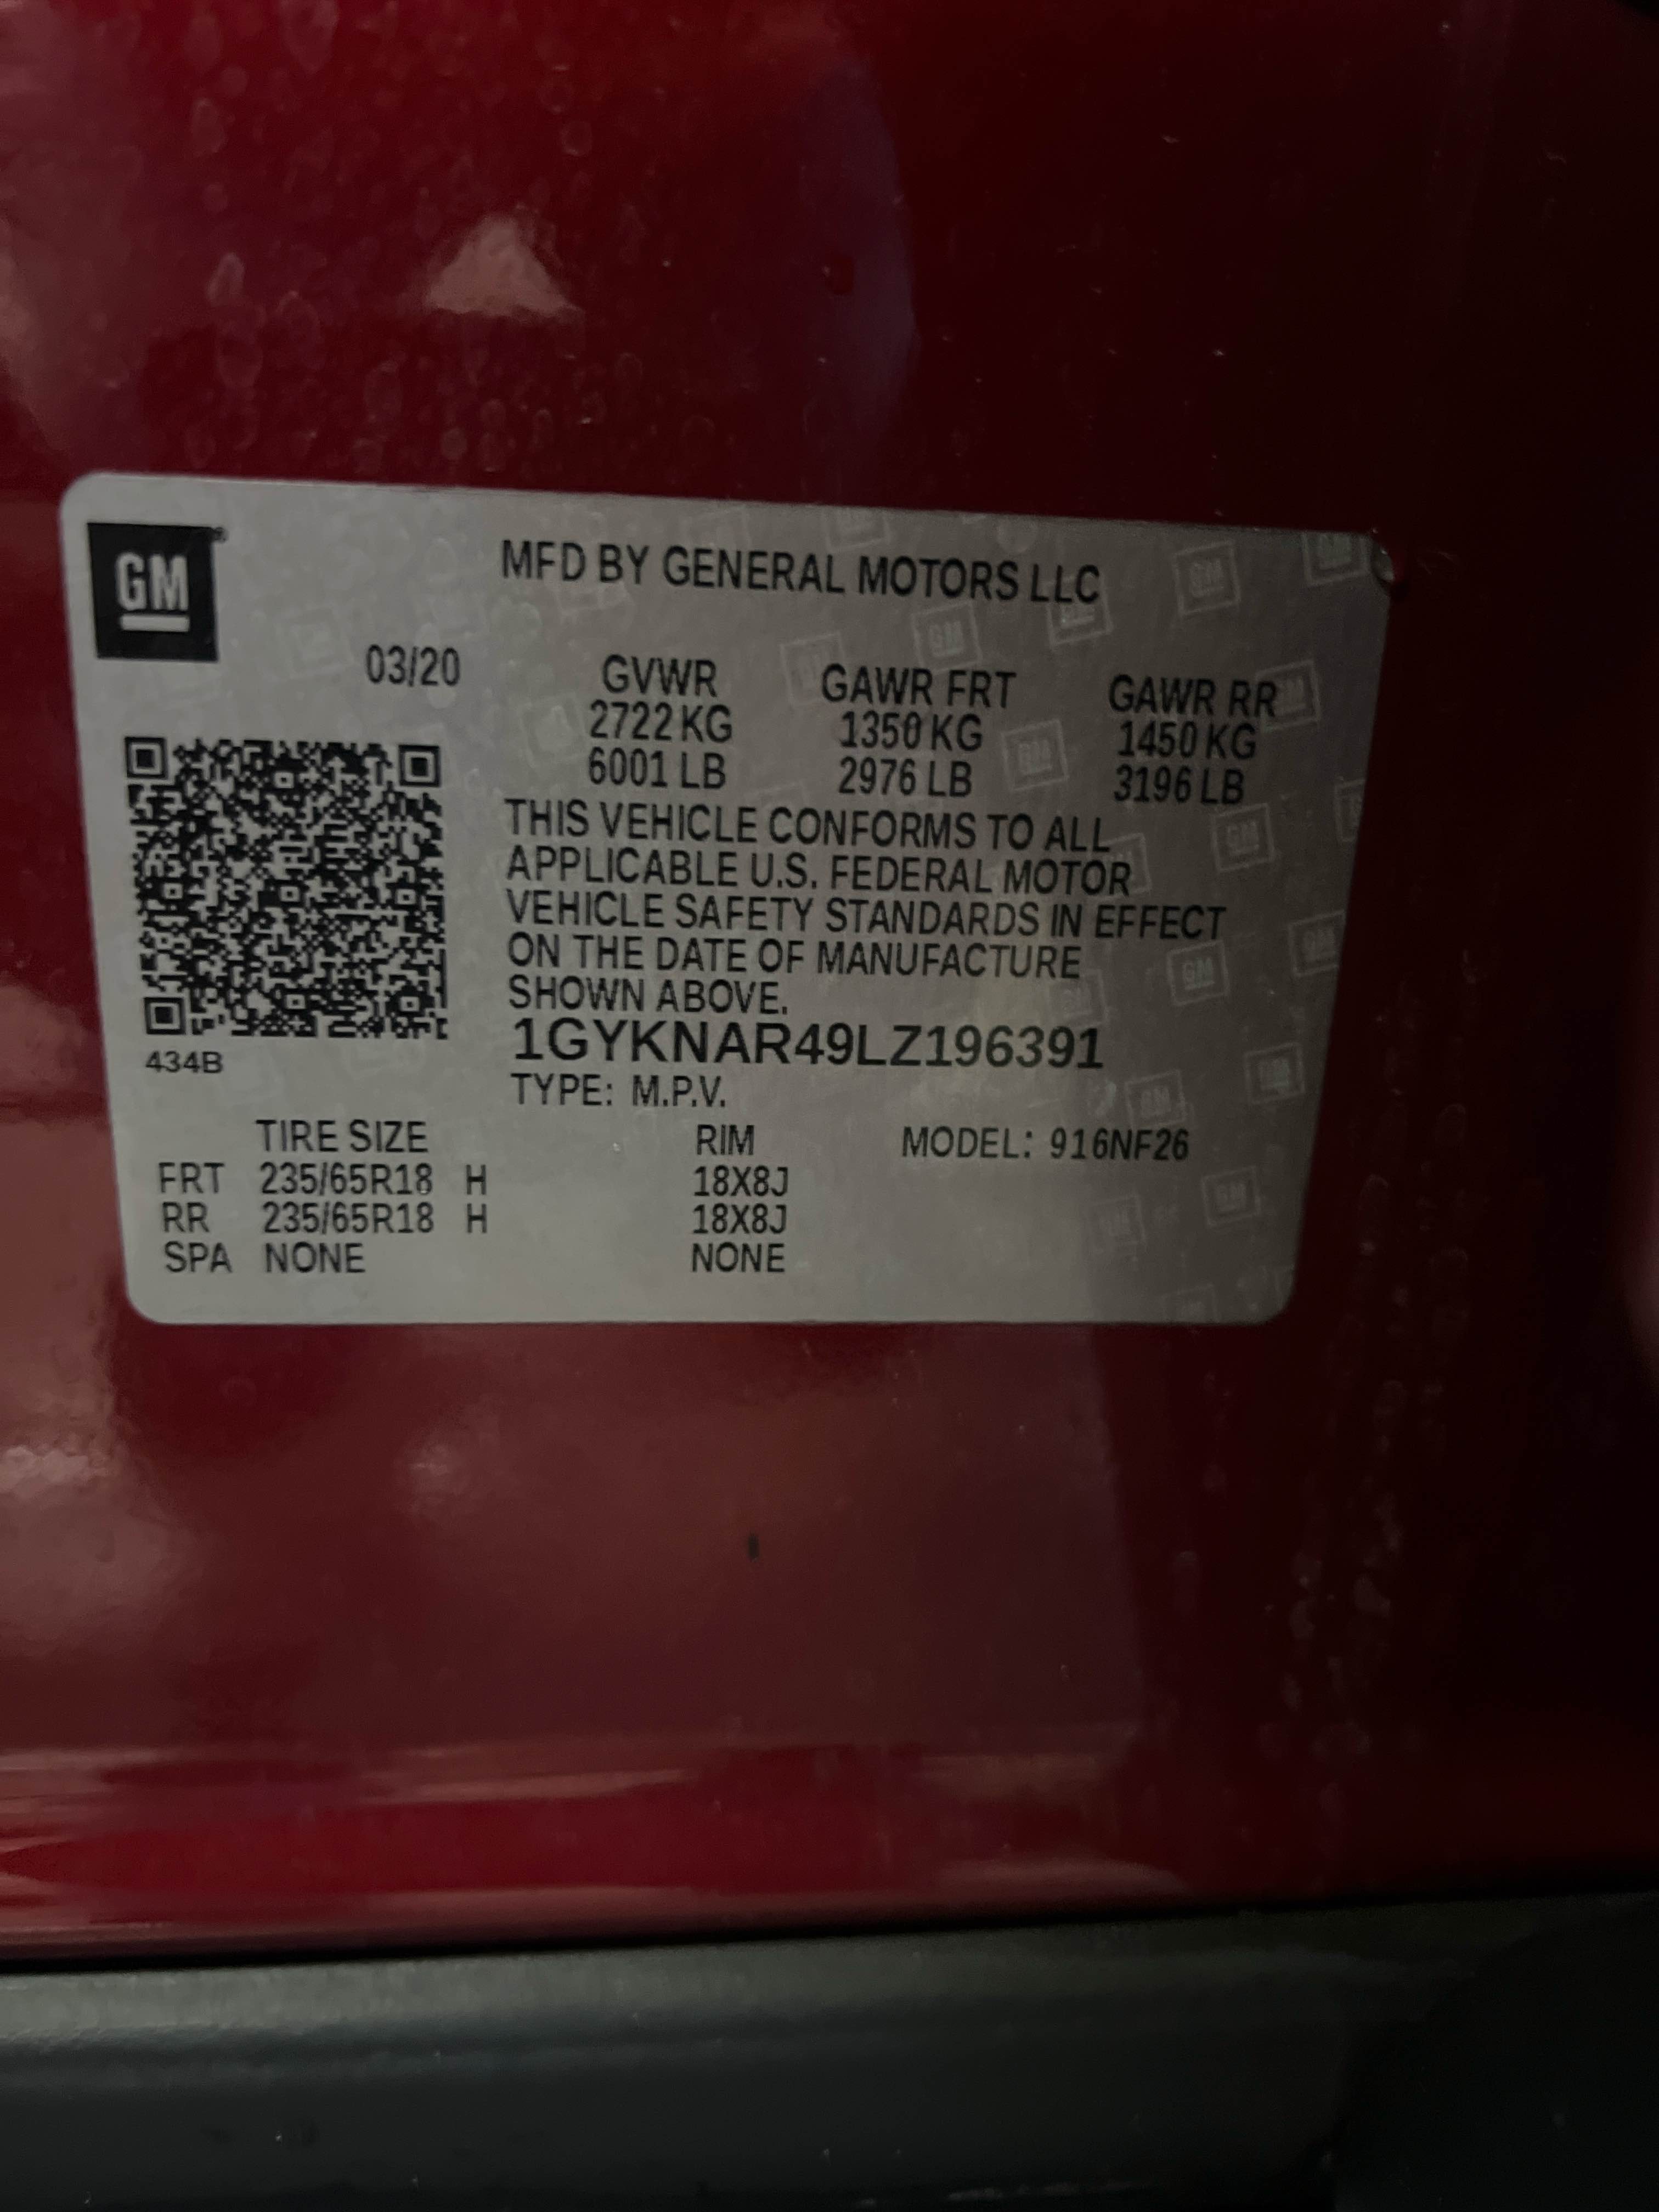 GM
MFD BY GENERAL MOTORS LLC
03/20 GVWR GAWR FRT GAWR RR
2722 KG 1350 KG 1450 KG
6001 LB 2976 LB 3196 LB
THIS VEHICLE CONFORMS TO ALL
APPLICABLE U.S. FEDERAL MOTOR
VEHICLE SAFETY STANDARDS IN EFFECT
ON THE DATE OF MANUFACTURE
SHOWN ABOVE.
1GYKNAR49LZ196391
434B
TYPE: M.P.V.
TIRE SIZE RIM MODEL: 916NF26
FRT 235/65R18 H 18X8J
RR 235/65R18 H 18X8J
SPA NONE NONE